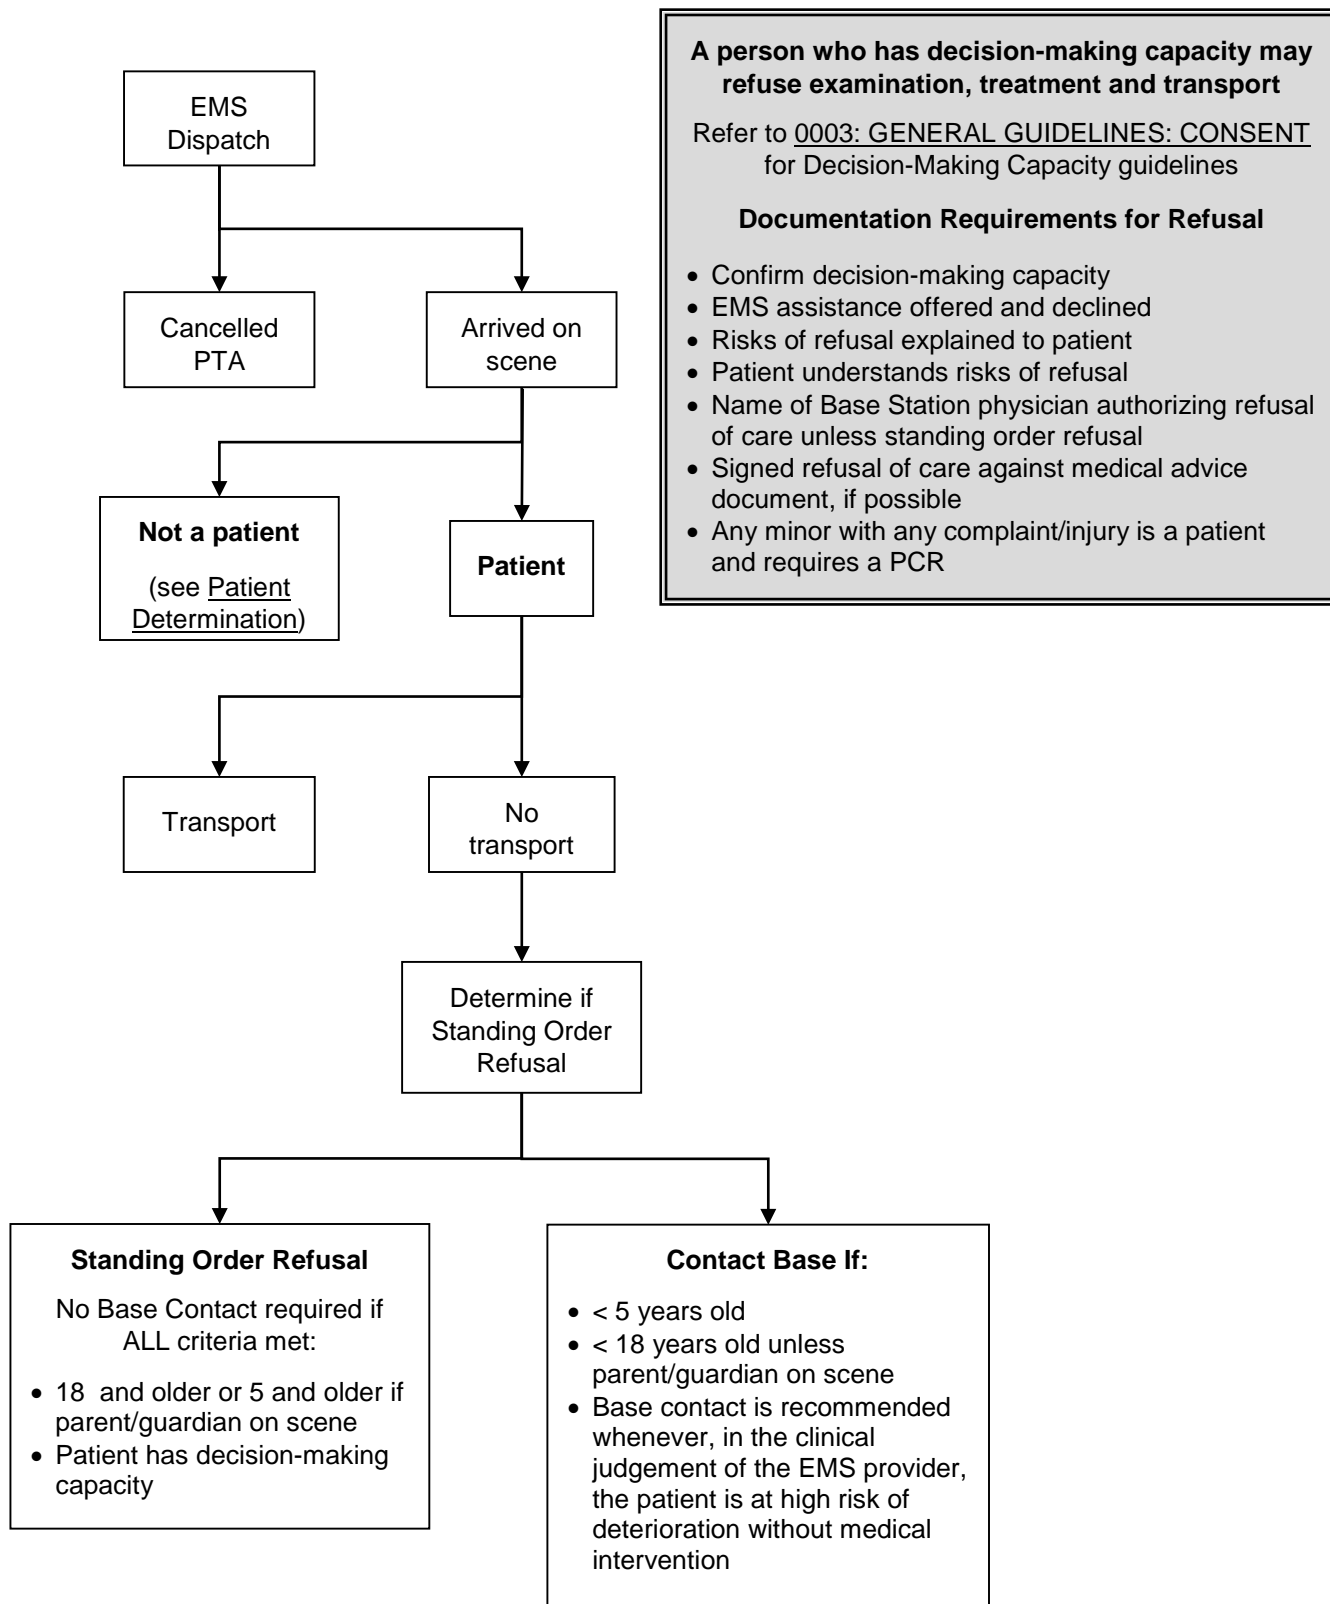 A person who has decision-making capacity may
refuse examination, treatment and transport
Refer to 0003: GENERAL GUIDELINES: CONSENT
for Decision-Making Capacity guidelines
Documentation Requirements for Refusal
• Confirm decision-making capacity
• EMS assistance offered and declined
• Risks of refusal explained to patient
• Patient understands risks of refusal
• Name of Base Station physician authorizing refusal
of care unless standing order refusal
• Signed refusal of care against medical advice
document, if possible
• Any minor with any complaint/injury is a patient
and requires a PCR
EMS
Dispatch
Cancelled
PTA
Arrived on
scene
Not a patient
(see Patient
Determination)
Patient
Transport
No
transport
Determine if
Standing Order
Refusal
Standing Order Refusal
No Base Contact required if
ALL criteria met:
• 18 and older or 5 and older if
parent/guardian on scene
• Patient has decision-making
capacity
Contact Base If:
• < 5 years old
• < 18 years old unless
parent/guardian on scene
• Base contact is recommended
whenever, in the clinical
judgement of the EMS provider,
the patient is at high risk of
deterioration without medical
intervention